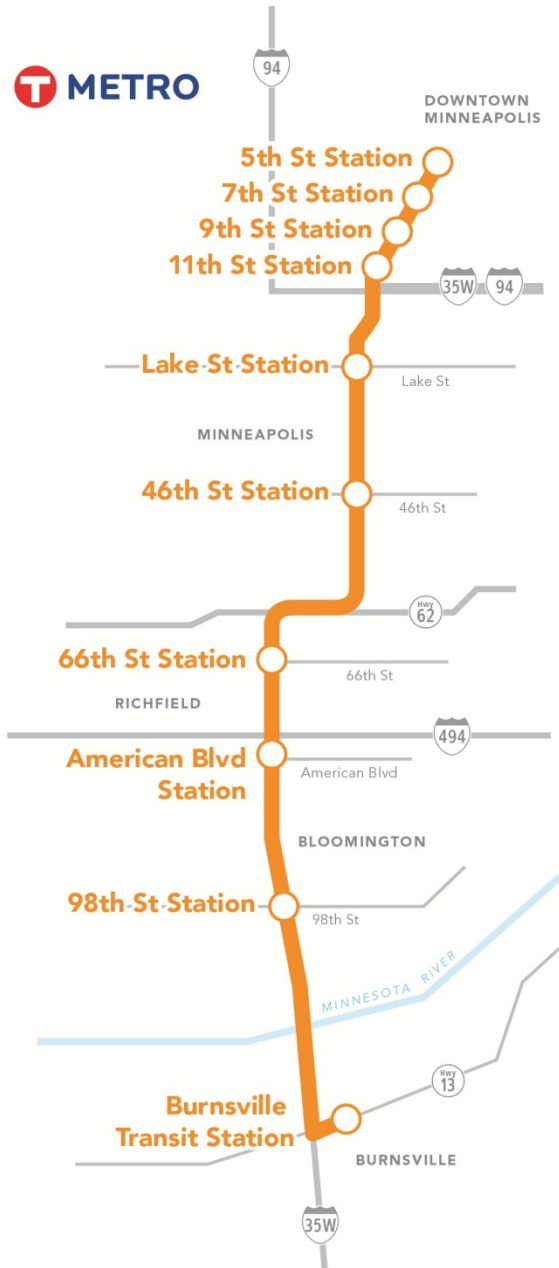 94
T METRO
DOWNTOWN
MINNEAPOLIS
5th St Station
7th St Station
9th St Station
11th St Station
35W 94
Lake St Station
Lake St
MINNEAPOLIS
46th St Station
46th St
Hwy
62
66th St Station
66th St
RICHFIELD
494
American Blvd
Station
American Blvd
BLOOMINGTON
98th St Station
98th St
MINNESOTA RIVER
Hwy
13
Burnsville
Transit Station
BURNSVILLE
35W